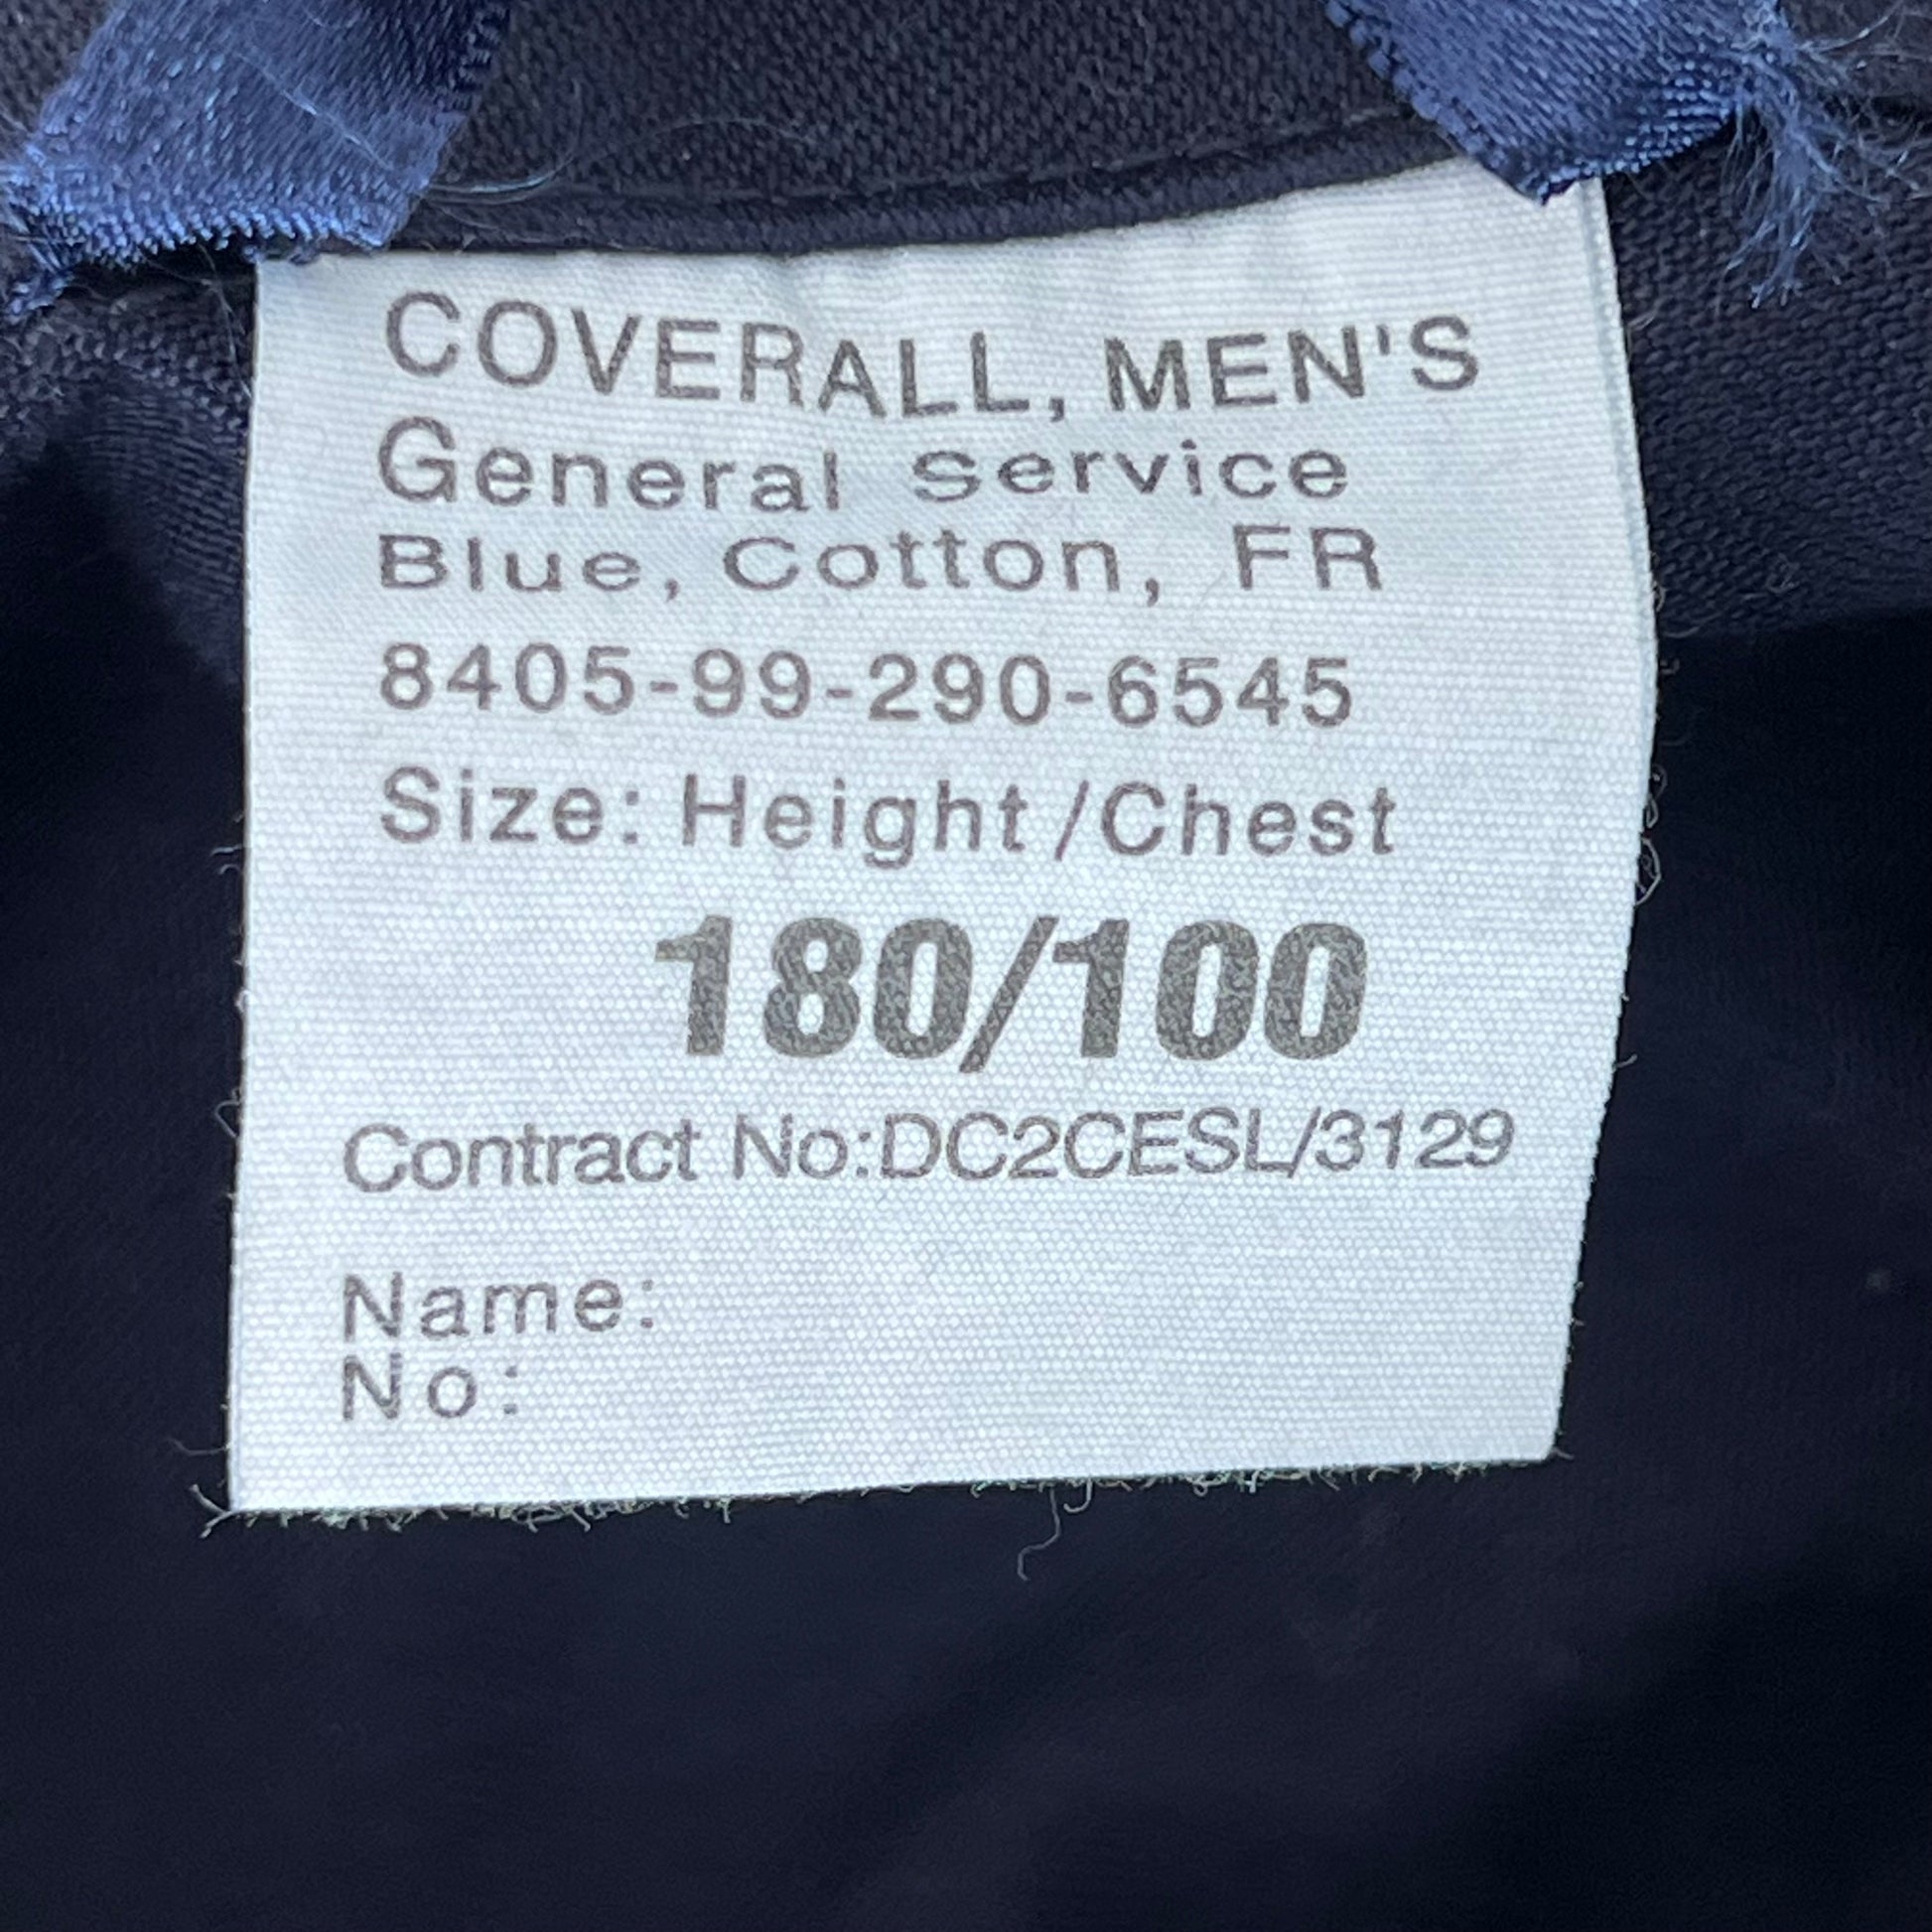 COVERALL, MEN'S
General Service
Blue, Cotton, FR
8405-99-290-6545
Size: Height/Chest
180/100
Contract No:DC2CESL/3129
Name:
No: